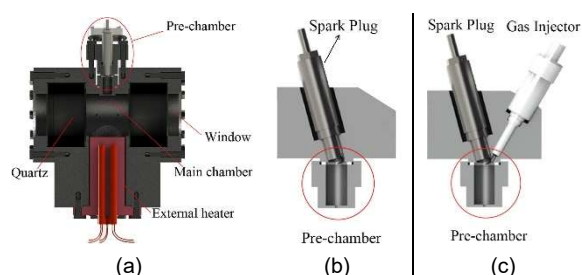 Pre-chamber
Window
Quartz
Main chamber
External heater
(a)
Spark Plug
Pre-chamber
(b)
Spark Plug
Gas Injector
Pre-chamber
(c)